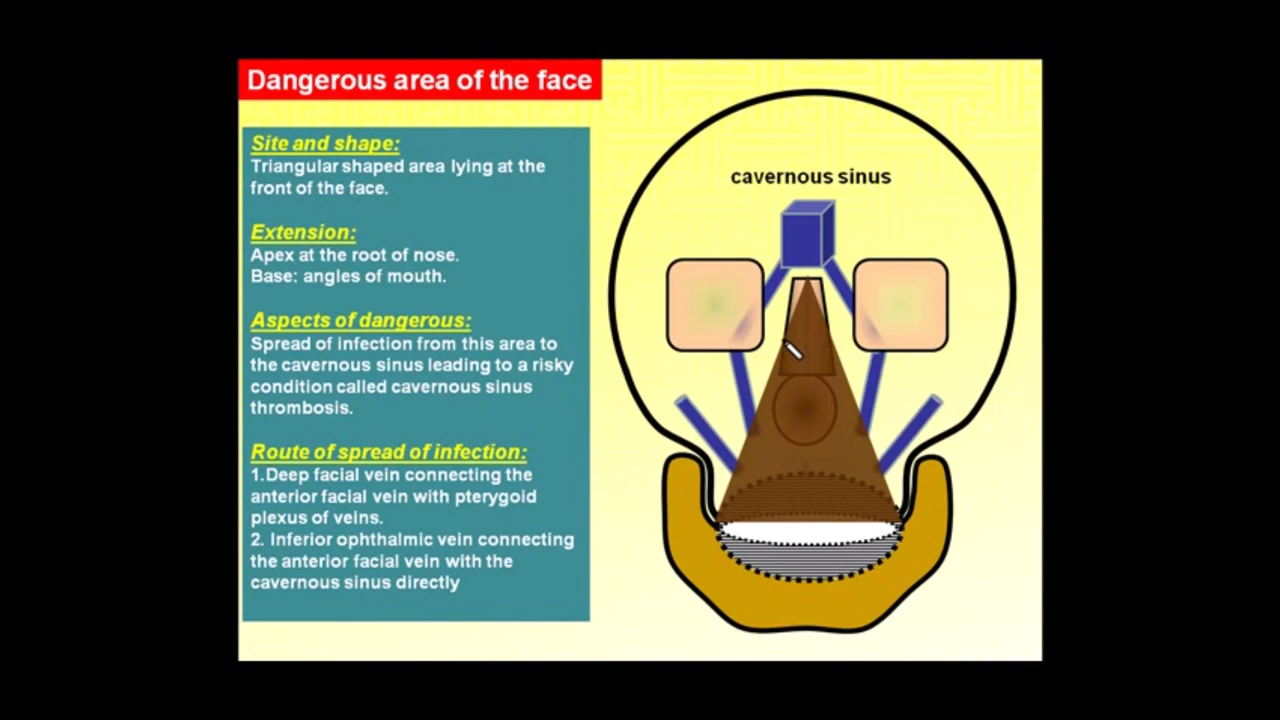 Dangerous area of the face
Site and shape:
Triangular shaped area lying at the
front of the face.
Extension:
Apex at the root of nose.
Base: angles of mouth.
Aspects of dangerous:
Spread of infection from this area to
the cavernous sinus leading to a risky
condition called cavernous sinus
thrombosis.
Route of spread of infection:
1.Deep facial vein connecting the
anterior facial vein with pterygoid
plexus of veins.
2. Inferior ophthalmic vein connecting
the anterior facial vein with the
cavernous sinus directly
cavernous sinus